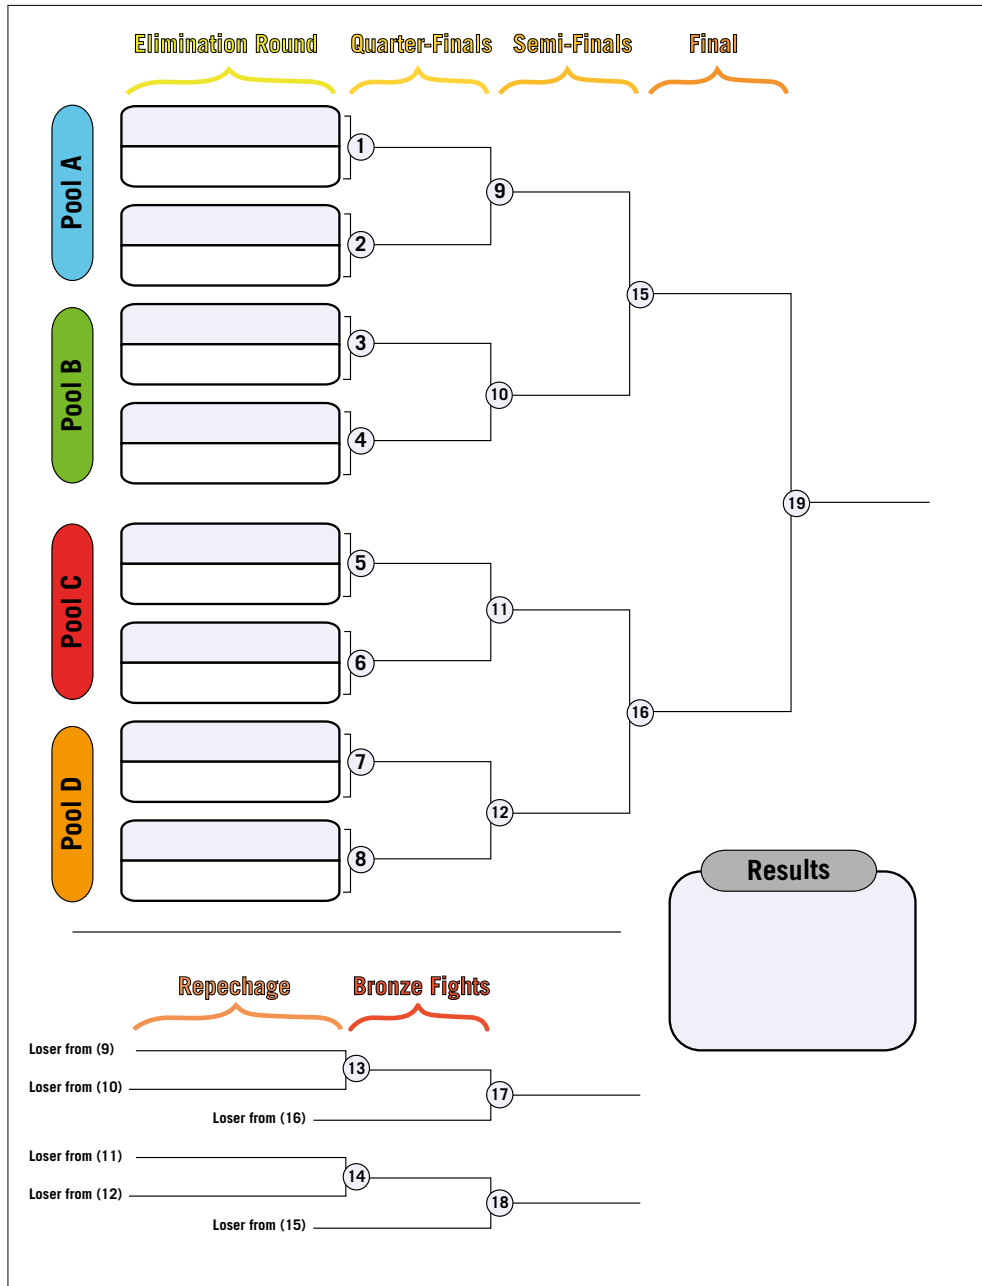 Elimination Round Quarter-Finals Semi-Finals Final
Pool A
1
9
2
15
Pool B
3
10
4
19
Pool C
5
11
6
16
Pool D
7
12
8
Results
Repechage Bronze Fights
Loser from (9)
13
Loser from (10)
17
Loser from (16)
Loser from (11)
14
Loser from (12)
18
Loser from (15)